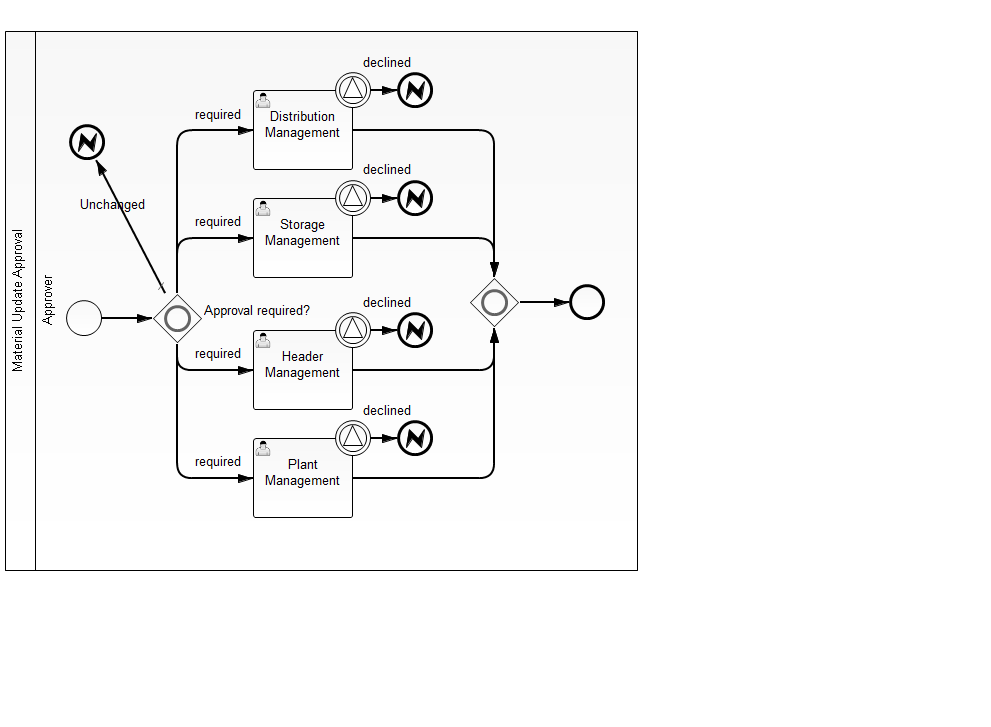 Material Update Approval
Approver
declined
required
Distribution
Management
declined
Unchanged
required
Storage
Management
declined
Approval required?
required
Header
Management
declined
required
Plant
Management